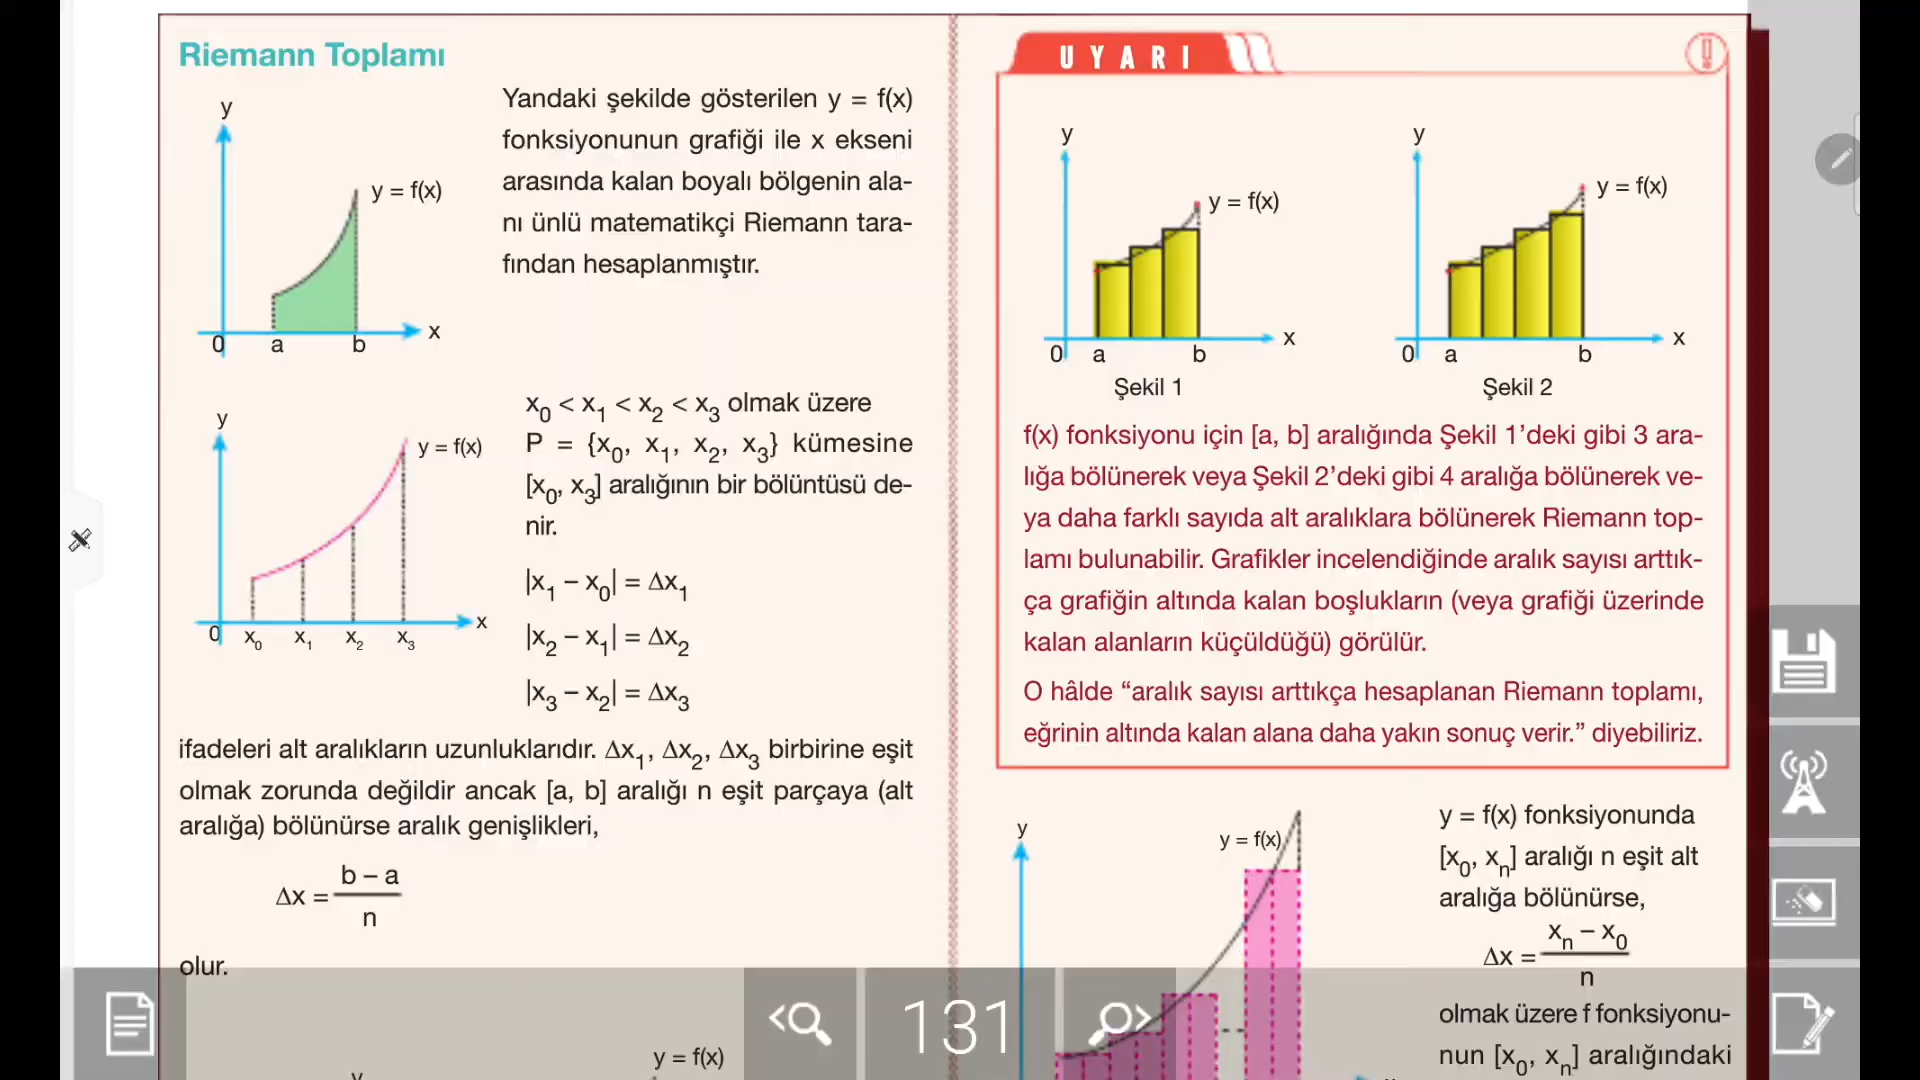 Riemann Toplamı
y
y = f(x)
0
a
b
x
Yandaki şekilde gösterilen y = f(x)
fonksiyonunun grafiği ile x ekseni
arasında kalan boyalı bölgenin ala-
nı ünlü matematikçi Riemann tara-
fından hesaplanmıştır.
y
y = f(x)
0
x₀ x₁ x₂ x₃
x
x₀ < x₁ < x₂ < x₃ olmak üzere
P = {x₀, x₁, x₂, x₃} kümesine
[x₀, x₃] aralığının bir bölüntüsü de-
nir.
|x₁ – x₀| = Δx₁
|x₂ – x₁| = Δx₂
|x₃ – x₂| = Δx₃
ifadeleri alt aralıkların uzunluklarıdır. Δx₁, Δx₂, Δx₃ birbirine eşit
olmak zorunda değildir ancak [a, b] aralığı n eşit parçaya (alt
aralığa) bölünürse aralık genişlikleri,
b – a
Δx =
n
olur.
y = f(x)
y
UYARI
!
y
y = f(x)
0
a
b
x
Şekil 1
y
y = f(x)
0
a
b
x
Şekil 2
f(x) fonksiyonu için [a, b] aralığında Şekil 1’deki gibi 3 ara-
lığa bölünerek veya Şekil 2’deki gibi 4 aralığa bölünerek ve-
ya daha farklı sayıda alt aralıklara bölünerek Riemann top-
lamı bulunabilir. Grafikler incelendiğinde aralık sayısı arttık-
ça grafiğin altında kalan boşlukların (veya grafiği üzerinde
kalan alanların küçüldüğü) görülür.
O hâlde “aralık sayısı arttıkça hesaplanan Riemann toplamı,
eğrinin altında kalan alana daha yakın sonuç verir.” diyebiliriz.
y
y = f(x)
y = f(x) fonksiyonunda
[x₀, xₙ] aralığı n eşit alt
aralığa bölünürse,
xₙ – x₀
Δx =
n
olmak üzere f fonksiyonu-
nun [x₀, xₙ] aralığındaki
131